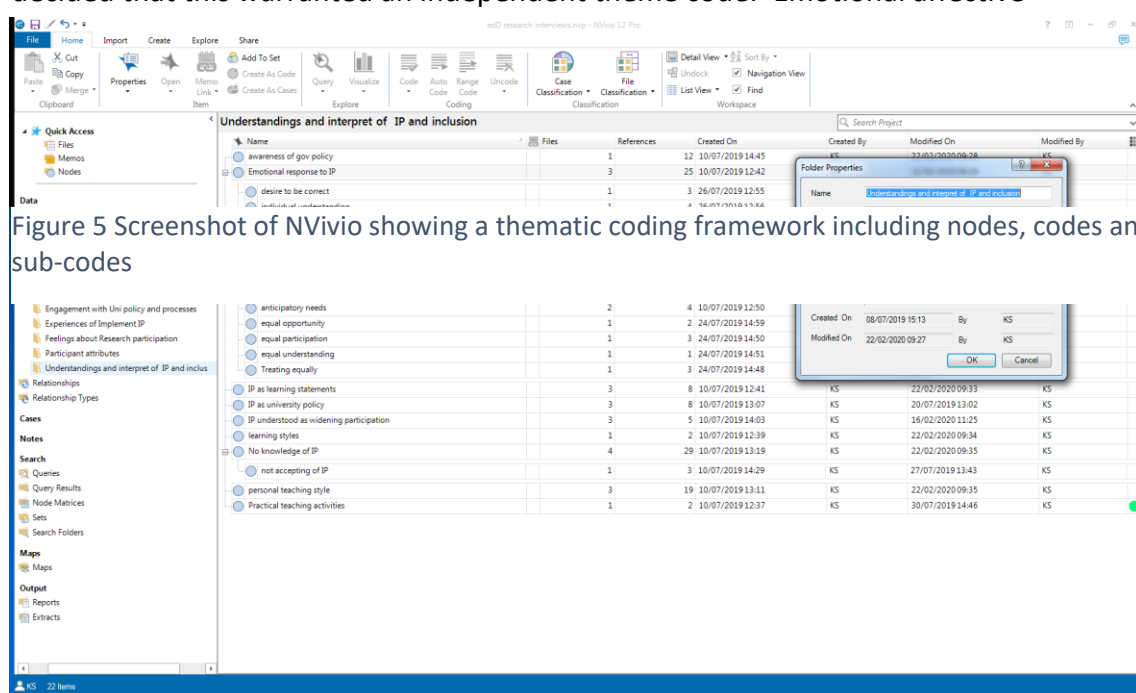 decided that this warranted an independent theme code. 'Emotional affective
edD research interviews.nvp - NVivo 12 Pro
File Home Import Create Explore Share
Cut
Copy
Merge
Paste
Clipboard
Properties Open Memo Link
Item
Add To Set
Create As Code
Create As Cases
Query Visualize
Explore
Code Auto Code Range Code Uncode
Coding
Case Classification File Classification
Classification
Detail View Sort By
Undock Navigation View
List View Find
Workspace
Understandings and interpret of IP and inclusion
Search Project
Quick Access
Files
Memos
Nodes
Data
Name Files References Created On Created By Modified On Modified By
awareness of gov policy 1 12 10/07/2019 14:45 KS 22/02/2020 09:28 KS
Emotional response to IP 3 25 10/07/2019 12:42
desire to be correct 1 3 26/07/2019 12:55
individual understanding 1 4 26/07/2019 12:56
Folder Properties
Name Understandings and interpret of IP and inclusion
Figure 5 Screenshot of NVivio showing a thematic coding framework including nodes, codes an
sub-codes
Engagement with Uni policy and processes
Experiences of Implement IP
Feelings about Research participation
Participant attributes
Understandings and interpret of IP and inclus
Relationships
Relationship Types
Cases
Notes
Search
Queries
Query Results
Node Matrices
Sets
Search Folders
Maps
Maps
Output
Reports
Extracts
anticipatory needs 2 4 10/07/2019 12:50
equal opportunity 1 2 24/07/2019 14:59
equal participation 1 3 24/07/2019 14:50
equal understanding 1 1 24/07/2019 14:51
Treating equally 1 3 24/07/2019 14:48
IP as learning statements 3 8 10/07/2019 12:41 KS 22/02/2020 09:33 KS
IP as university policy 3 8 10/07/2019 13:07 KS 20/07/2019 13:02 KS
IP understood as widening participation 3 5 10/07/2019 14:03 KS 16/02/2020 11:25 KS
learning styles 1 2 10/07/2019 12:39 KS 22/02/2020 09:34 KS
No knowledge of IP 4 29 10/07/2019 13:19 KS 22/02/2020 09:35 KS
not accepting of IP 1 3 10/07/2019 14:29 KS 27/07/2019 13:43 KS
personal teaching style 3 19 10/07/2019 13:11 KS 22/02/2020 09:35 KS
Practical teaching activities 1 2 10/07/2019 12:37 KS 30/07/2019 14:46 KS
Created On 08/07/2019 15:13 By KS
Modified On 22/02/2020 09:27 By KS
OK Cancel
KS 22 Items